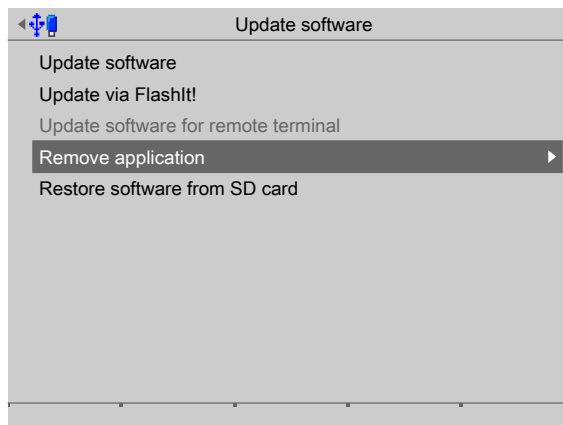 Update software
Update software
Update via FlashIt!
Update software for remote terminal
Remove application
Restore software from SD card